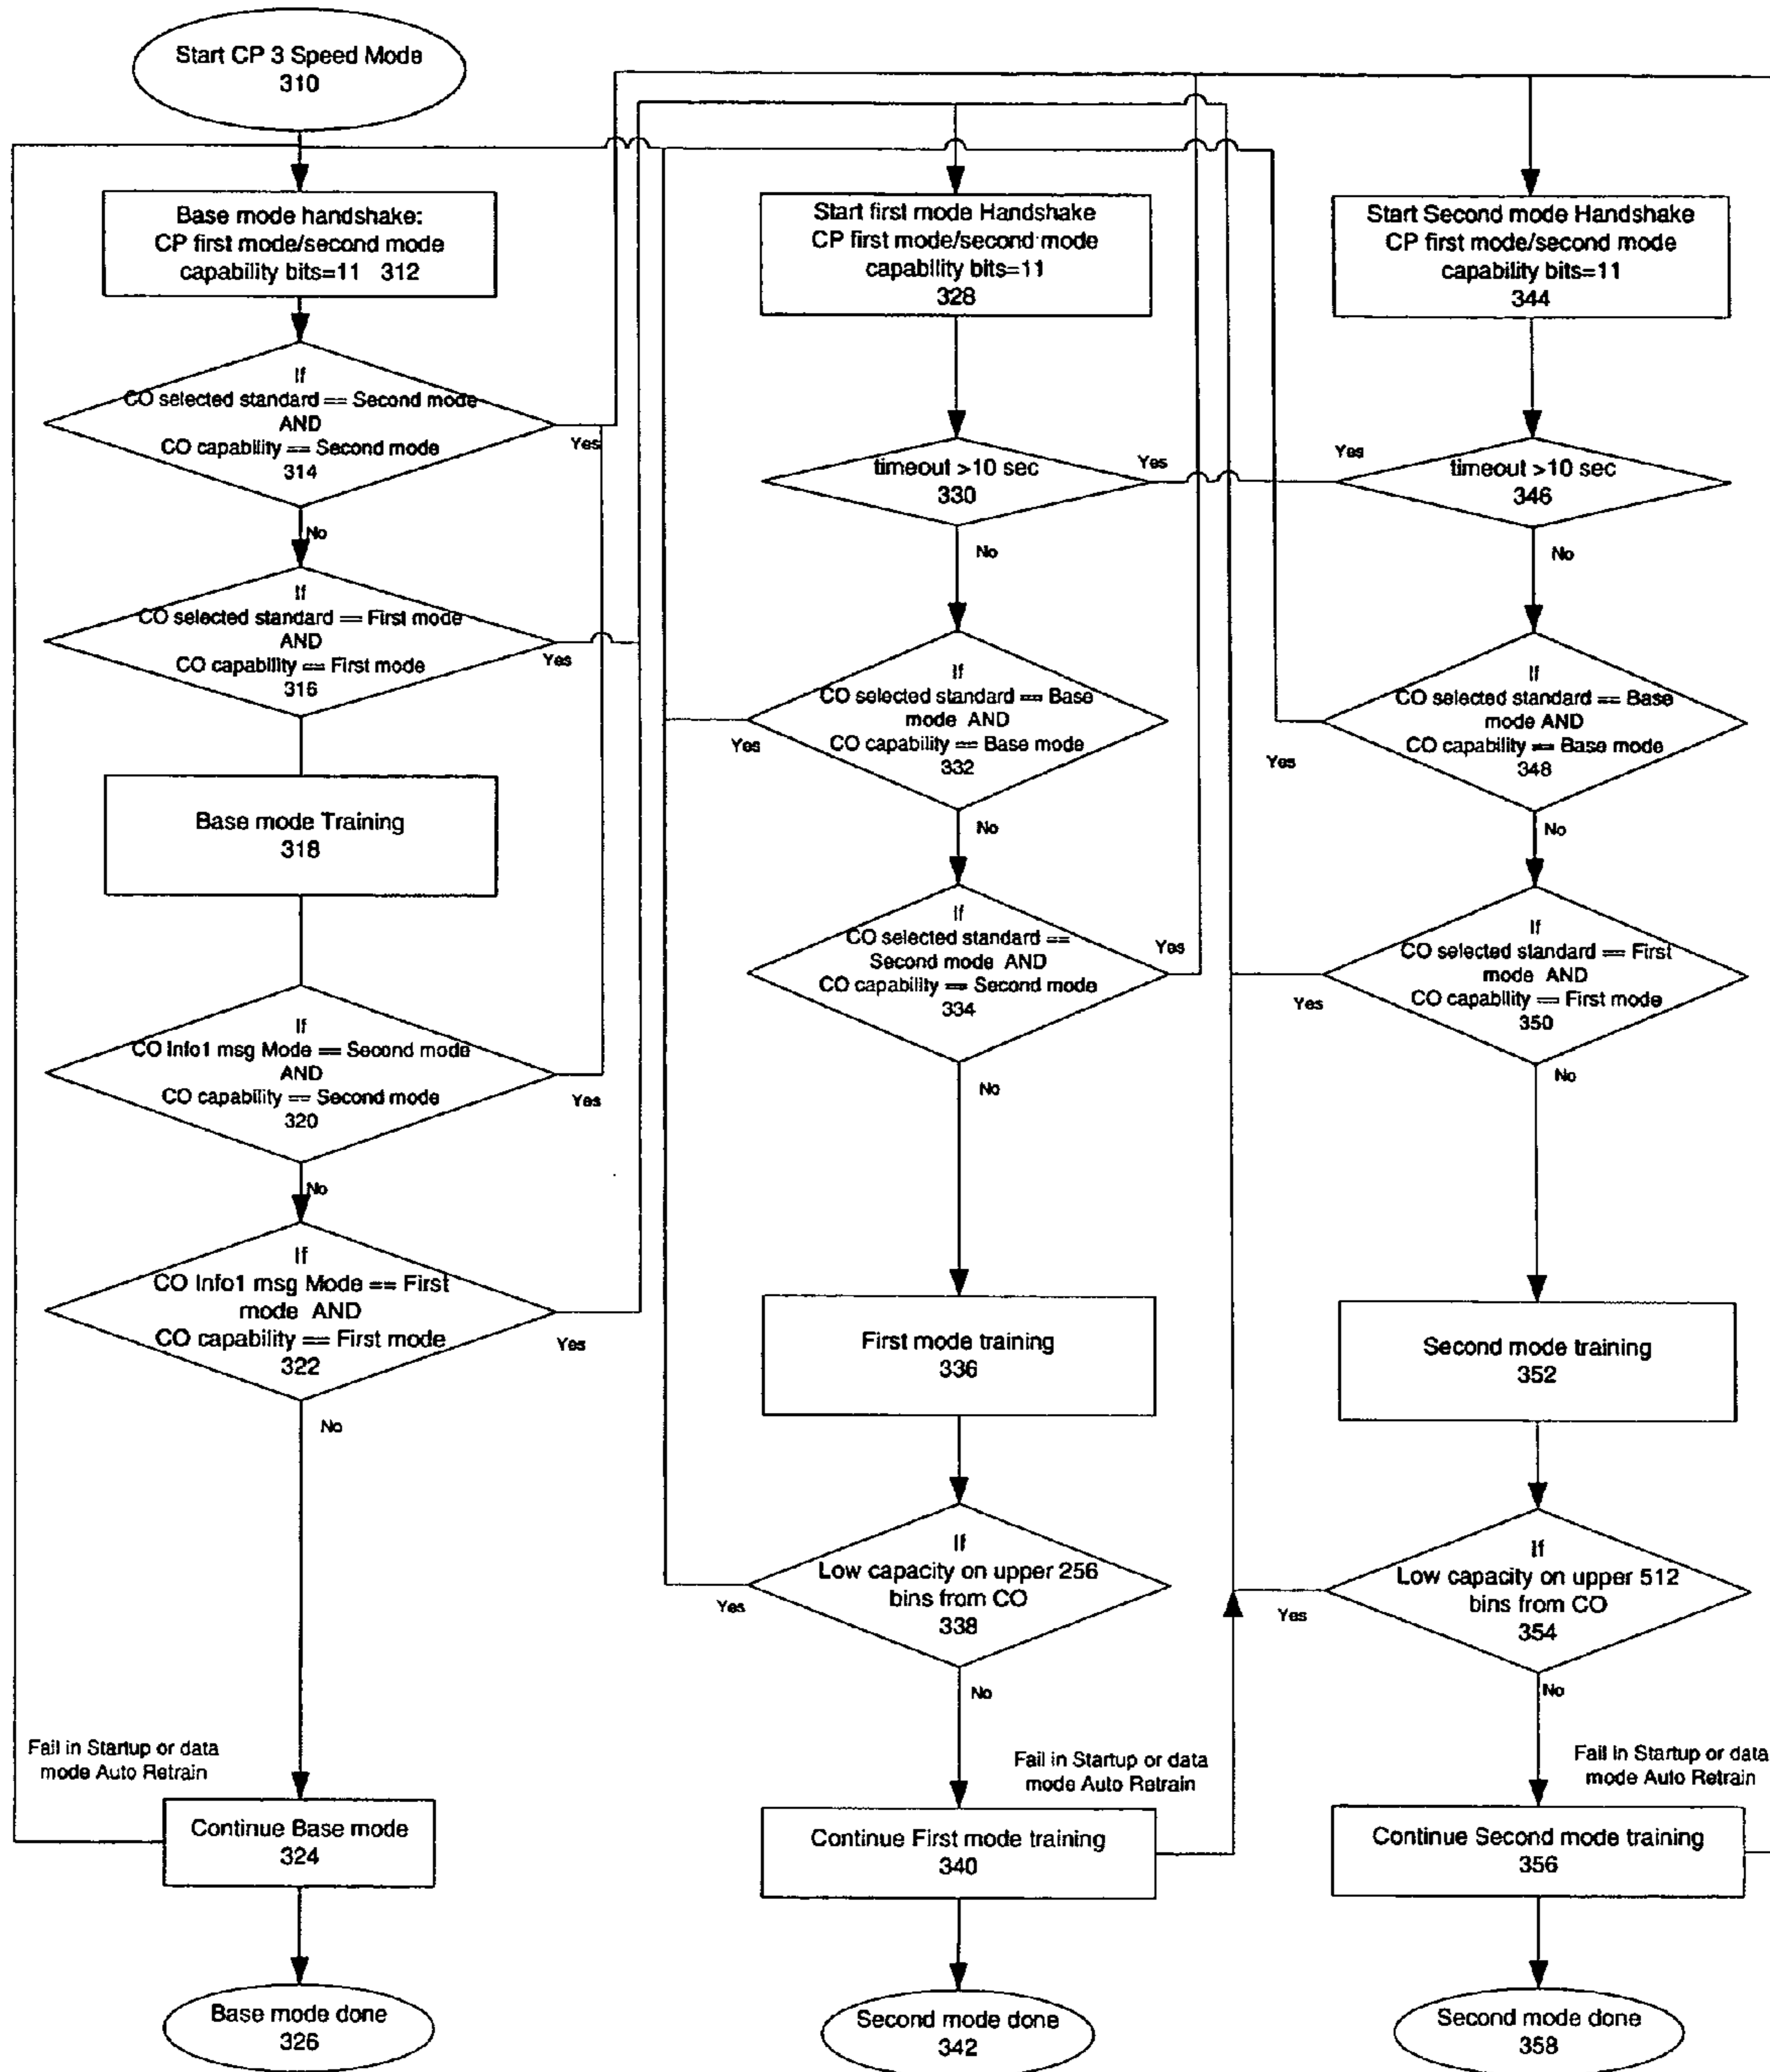 Start CP 3 Speed Mode
310
Base mode handshake:
CP first mode/second mode
capability bits=11 312
If
CO selected standard == Second mode
AND
CO capability == Second mode
314
Yes
No
If
CO selected standard == First mode
AND
CO capability == First mode
316
Yes
Base mode Training
318
If
CO Info1 msg Mode == Second mode
AND
CO capability == Second mode
320
Yes
No
If
CO Info1 msg Mode == First
mode AND
CO capability == First mode
322
Yes
No
Fail in Startup or data
mode Auto Retrain
Continue Base mode
324
Base mode done
326
Start first mode Handshake
CP first mode/second mode
capability bits=11
328
timeout >10 sec
330
Yes
No
If
CO selected standard == Base
mode AND
CO capability == Base mode
332
Yes
No
If
CO selected standard ==
Second mode AND
CO capability == Second mode
334
Yes
No
First mode training
336
If
Low capacity on upper 256
bins from CO
338
Yes
No
Fail in Startup or data
mode Auto Retrain
Continue First mode training
340
Second mode done
342
Start Second mode Handshake
CP first mode/second mode
capability bits=11
344
Yes
timeout >10 sec
346
No
If
CO selected standard == Base
mode AND
CO capability == Base mode
348
Yes
No
If
CO selected standard == First
mode AND
CO capability == First mode
350
Yes
No
Second mode training
352
If
Low capacity on upper 512
bins from CO
354
Yes
No
Fail in Startup or data
mode Auto Retrain
Continue Second mode training
356
Second mode done
358